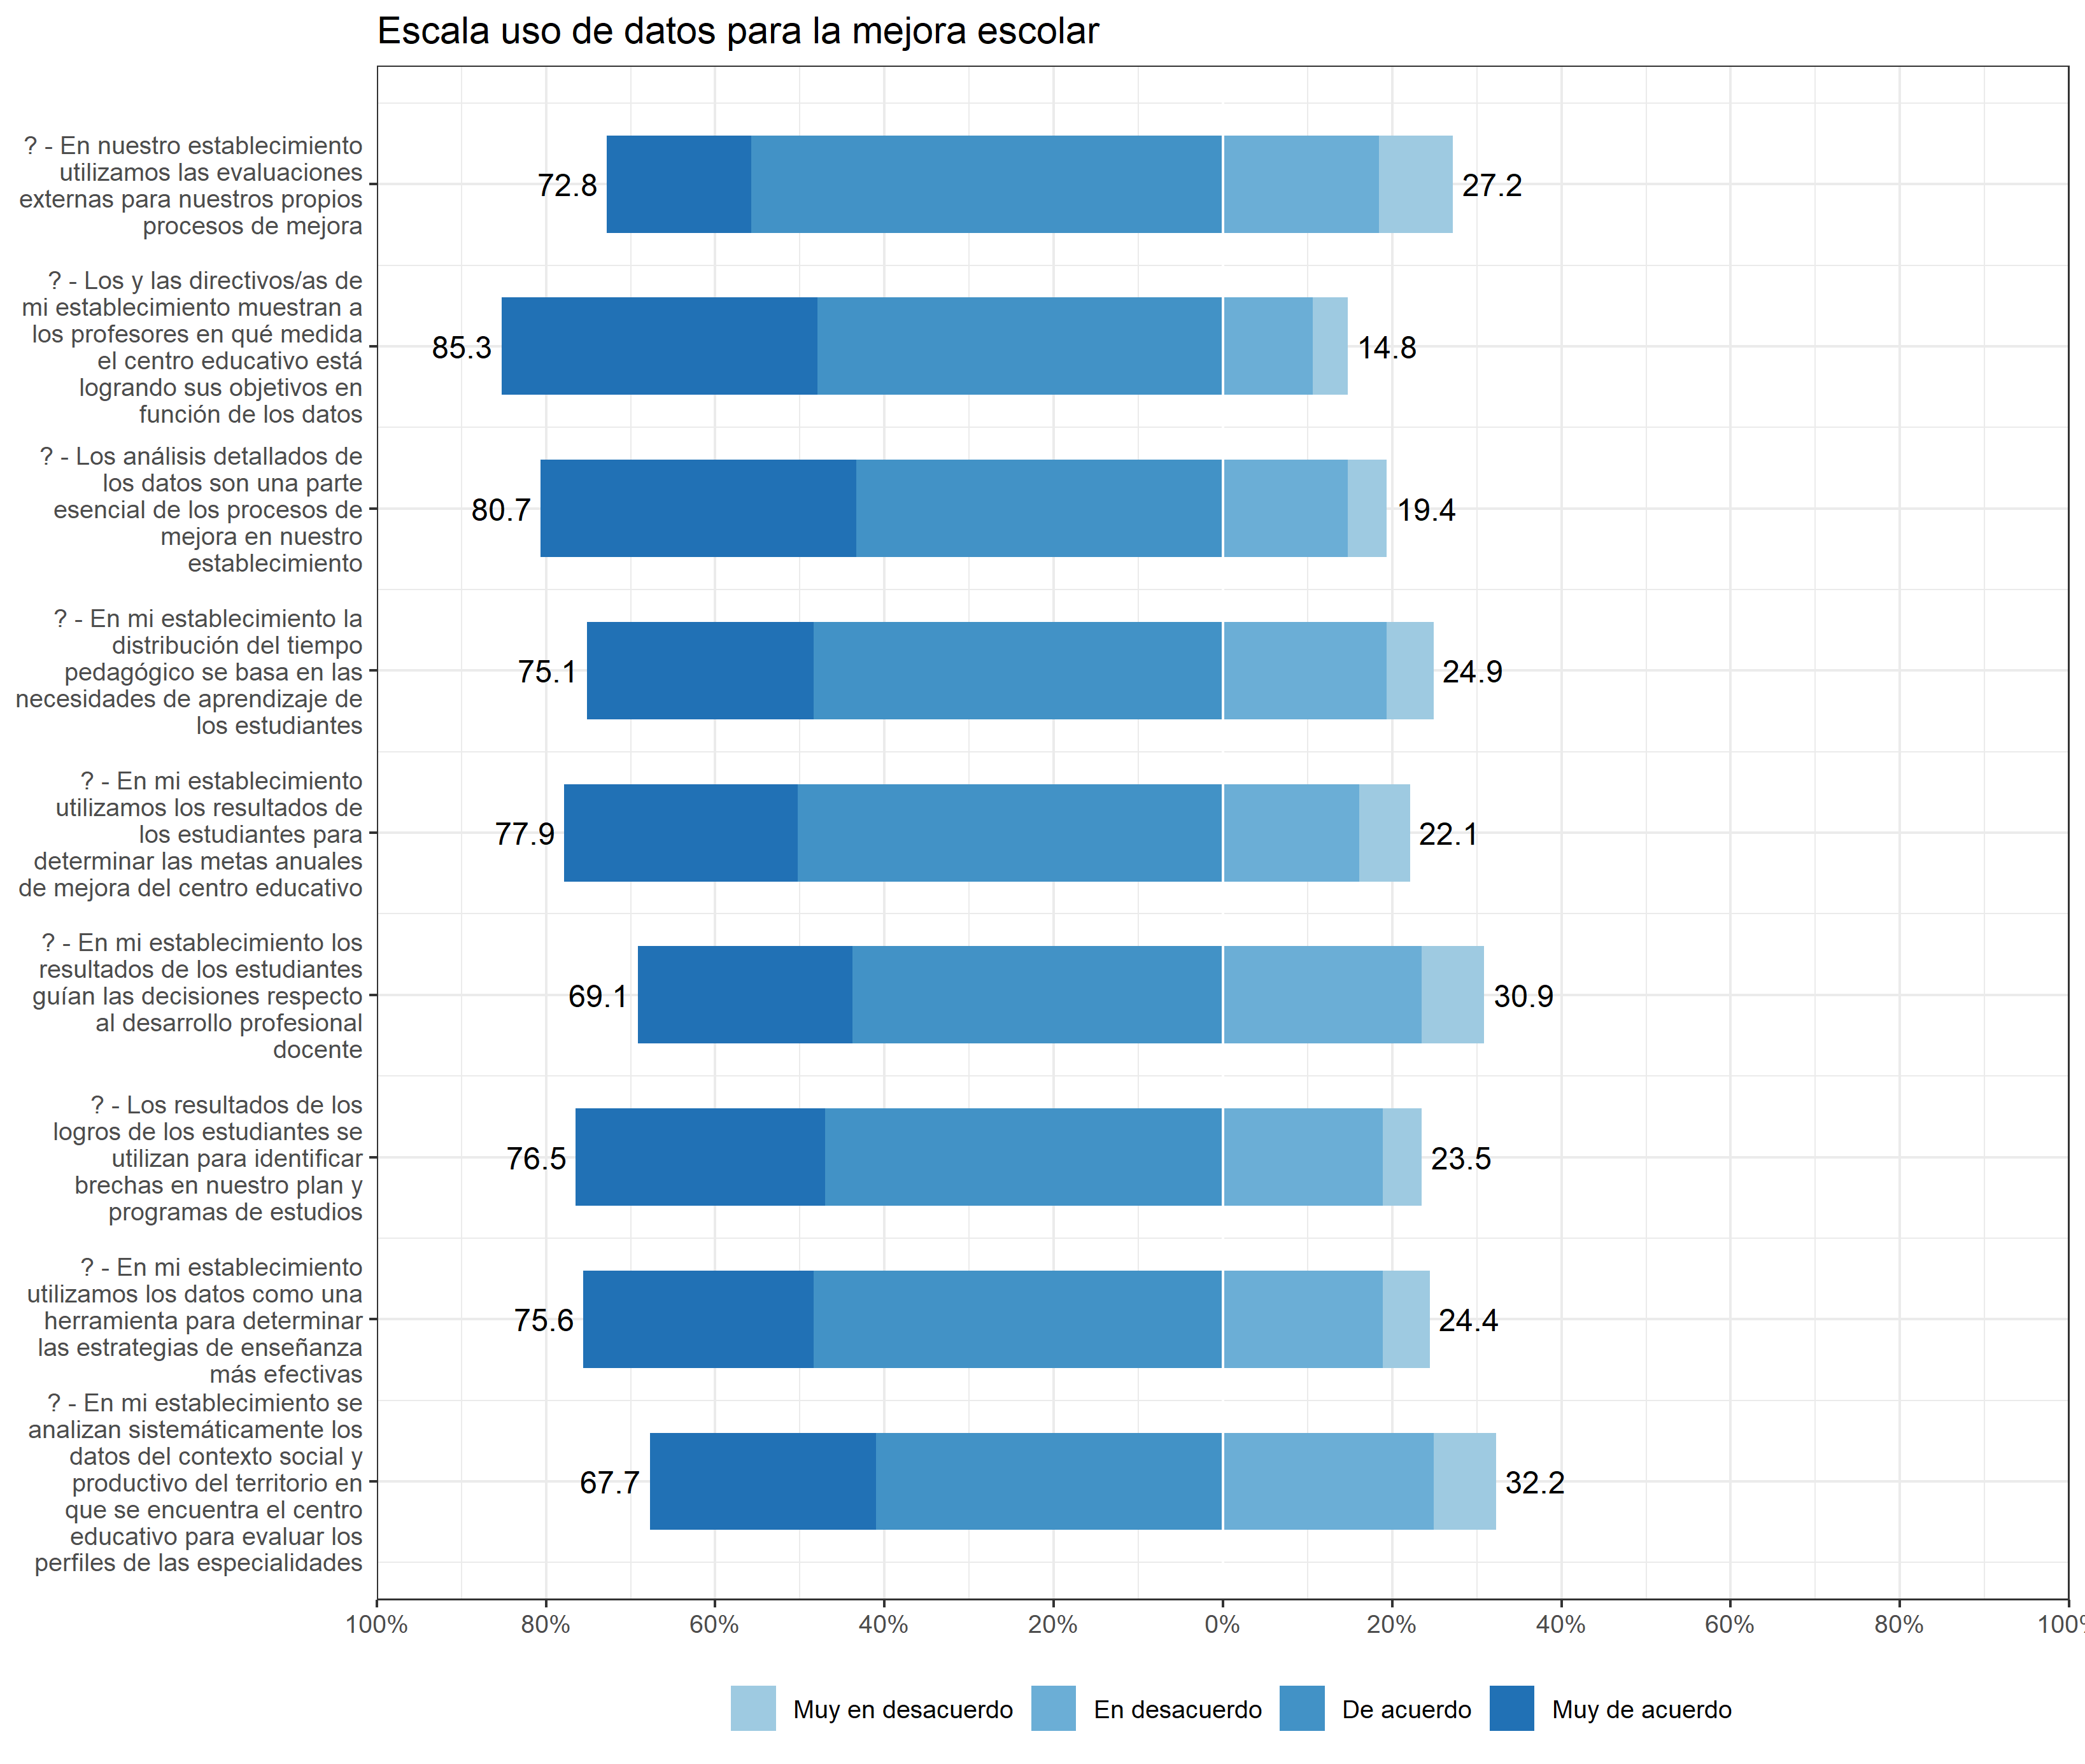 Escala uso de datos para la mejora escolar
? - En nuestro establecimiento
utilizamos las evaluaciones
externas para nuestros propios
procesos de mejora
72.8
27.2
? - Los y las directivos/as de
mi establecimiento muestran a
los profesores en qué medida
el centro educativo está
logrando sus objetivos en
función de los datos
85.3
14.8
? - Los análisis detallados de
los datos son una parte
esencial de los procesos de
mejora en nuestro
establecimiento
80.7
19.4
? - En mi establecimiento la
distribución del tiempo
pedagógico se basa en las
necesidades de aprendizaje de
los estudiantes
75.1
24.9
? - En mi establecimiento
utilizamos los resultados de
los estudiantes para
determinar las metas anuales
de mejora del centro educativo
77.9
22.1
? - En mi establecimiento los
resultados de los estudiantes
guían las decisiones respecto
al desarrollo profesional
docente
69.1
30.9
? - Los resultados de los
logros de los estudiantes se
utilizan para identificar
brechas en nuestro plan y
programas de estudios
76.5
23.5
? - En mi establecimiento
utilizamos los datos como una
herramienta para determinar
las estrategias de enseñanza
más efectivas
75.6
24.4
? - En mi establecimiento se
analizan sistemáticamente los
datos del contexto social y
productivo del territorio en
que se encuentra el centro
educativo para evaluar los
perfiles de las especialidades
67.7
32.2
100% 80% 60% 40% 20% 0% 20% 40% 60% 80% 100%
Muy en desacuerdo En desacuerdo De acuerdo Muy de acuerdo